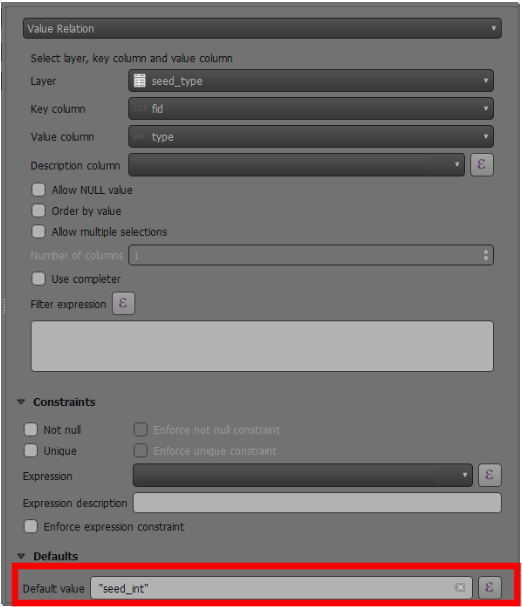 Value Relation
Select layer, key column and value column
Layer seed_type
Key column 123 fid
Value column abc type
Description column ε
Allow NULL value
Order by value
Allow multiple selections
Number of columns 1
Use completer
Filter expression ε
Constraints
Not null Enforce not null constraint
Unique Enforce unique constraint
Expression ε
Expression description
Enforce expression constraint
Defaults
Default value "seed_int" ε